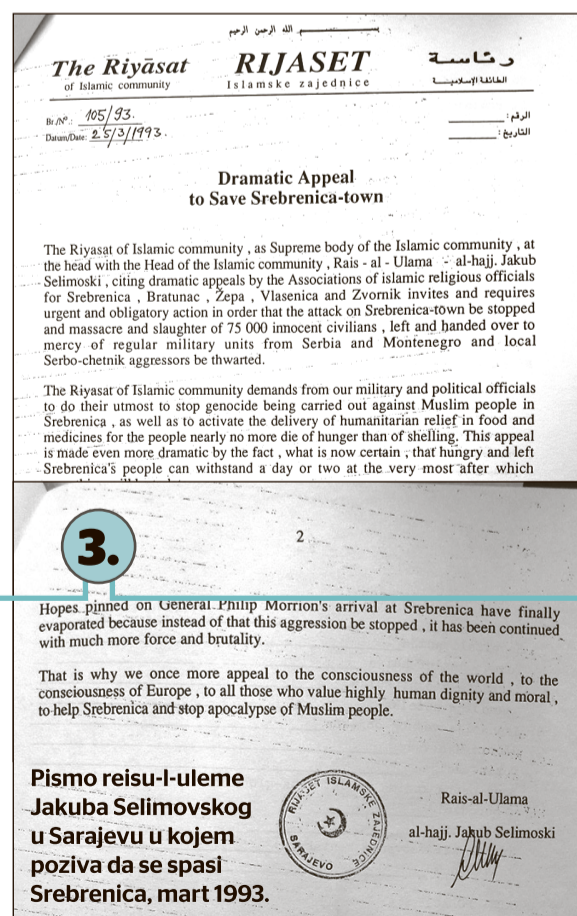 الله الرحمن الرحيم
The Riyāsat
of Islamic community
RIJASET
Islamske zajednice
رئاسة
الطائفة الإسلامية
Br./Nº.: 105/93.
Datum/Date: 25/3/1993.
الرقم:
التاريخ:
Dramatic Appeal
to Save Srebrenica-town
The Riyasat of Islamic community , as Supreme body of the Islamic community , at
the head with the Head of the Islamic community , Rais - al - Ulama - al-hajj. Jakub
Selimoski , citing dramatic appeals by the Associations of islamic religious officials
for Srebrenica , Bratunac , Žepa , Vlasenica and Zvornik invites and requires
urgent and obligatory action in order that the attack on Srebrenica-town be stopped
and massacre and slaughter of 75 000 innocent civilians , left and handed over to
mercy of regular military units from Serbia and Montenegro and local
Serbo-chetnik aggressors be thwarted.
The Riyasat of Islamic community demands from our military and political officials
to do their utmost to stop genocide being carried out against Muslim people in
Srebrenica , as well as to activate the delivery of humanitarian relief in food and
medicines for the people nearly no more die of hunger than of shelling. This appeal
is made even more dramatic by the fact , what is now certain , that hungry and left
Srebrenica's people can withstand a day or two at the very most after which
2
3.
Hopes pinned on General Philip Morrion's arrival at Srebrenica have finally
evaporated because instead of that this aggression be stopped , it has been continued
with much more force and brutality.
That is why we once more appeal to the consciousness of the world , to the
consciousness of Europe , to all those who value highly human dignity and moral ,
to help Srebrenica and stop apocalypse of Muslim people.
Pismo reisu-l-uleme
Jakuba Selimovskog
u Sarajevu u kojem
poziva da se spasi
Srebrenica, mart 1993.
RIJASET ISLAMSKE ZAJEDNICE
SARAJEVO
Rais-al-Ulama
al-hajj. Jakub Selimoski